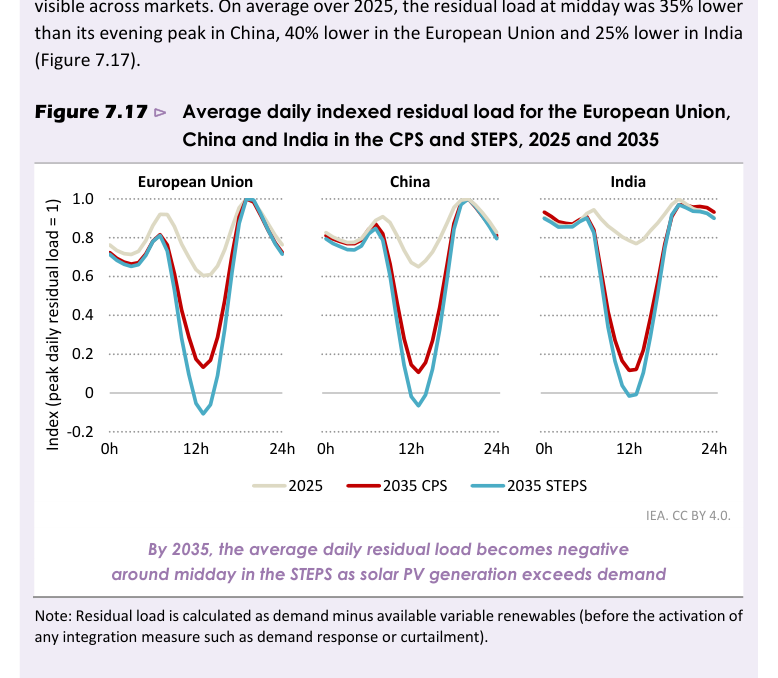 visible across markets. On average over 2025, the residual load at midday was 35% lower
than its evening peak in China, 40% lower in the European Union and 25% lower in India
(Figure 7.17).
Figure 7.17 ▷ Average daily indexed residual load for the European Union,
China and India in the CPS and STEPS, 2025 and 2035
European Union China India
Index (peak daily residual load = 1)
1.0
0.8
0.6
0.4
0.2
0
-0.2
0h 12h 24h 0h 12h 24h 0h 12h 24h
2025 2035 CPS 2035 STEPS
IEA. CC BY 4.0.
By 2035, the average daily residual load becomes negative
around midday in the STEPS as solar PV generation exceeds demand
Note: Residual load is calculated as demand minus available variable renewables (before the activation of
any integration measure such as demand response or curtailment).